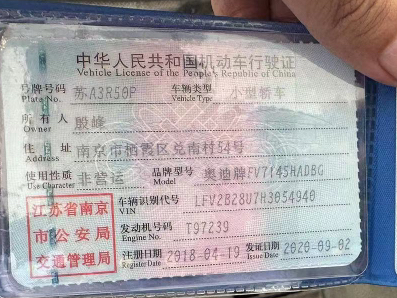 中华人民共和国机动车行驶证
Vehicle License of the People's Republic of China
号牌号码 苏A3R50P 车辆类型 小型轿车
Plate No. Vehicle Type
所有人 殷峰
Owner
住址 南京市栖霞区兑南村54号
Address
使用性质 非营运 品牌型号 奥迪牌FV7145HADBG
Use Character Model
江苏省南京
市公安局
交通管理局
车辆识别代号 LFV2B28U7H3054940
VIN
发动机号码 T97239
Engine No.
注册日期 2018-04-19 发证日期 2020-09-02
Register Date Issue Date